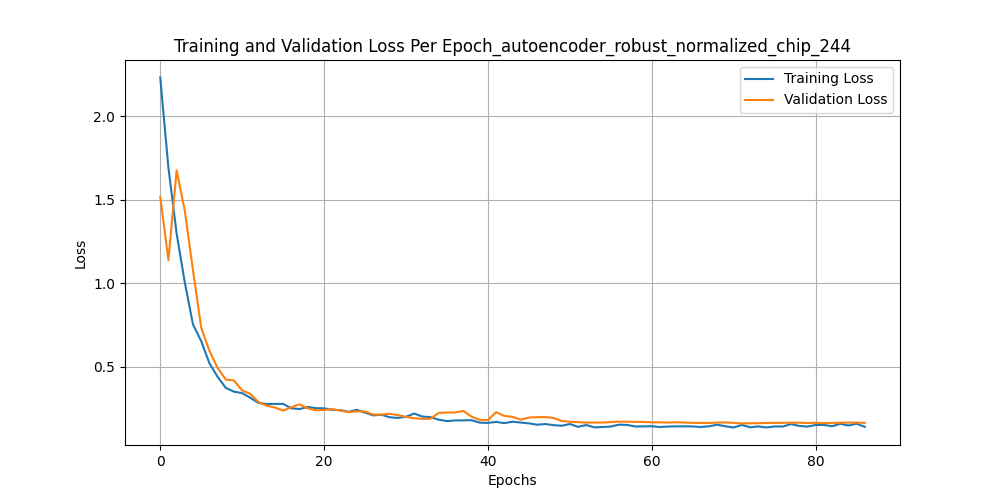 Training and Validation Loss Per Epoch_autoencoder_robust_normalized_chip_244
Training Loss
Validation Loss
2.0
1.5
1.0
0.5
Loss
0
20
40
60
80
Epochs